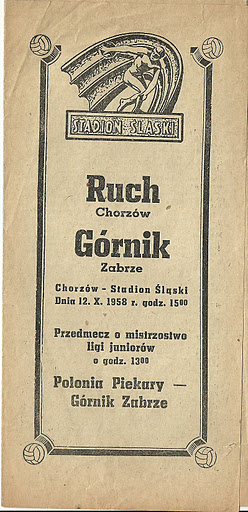 STADION ŚLĄSKI
Ruch
Chorzów
Górnik
Zabrze
Chorzów - Stadion Śląski
Dnia 12. X. 1958 r. godz. 15⁰⁰
Przedmecz o mistrzostwo
ligi juniorów
o godz. 13⁰⁰
Polonia Piekary —
Górnik Zabrze